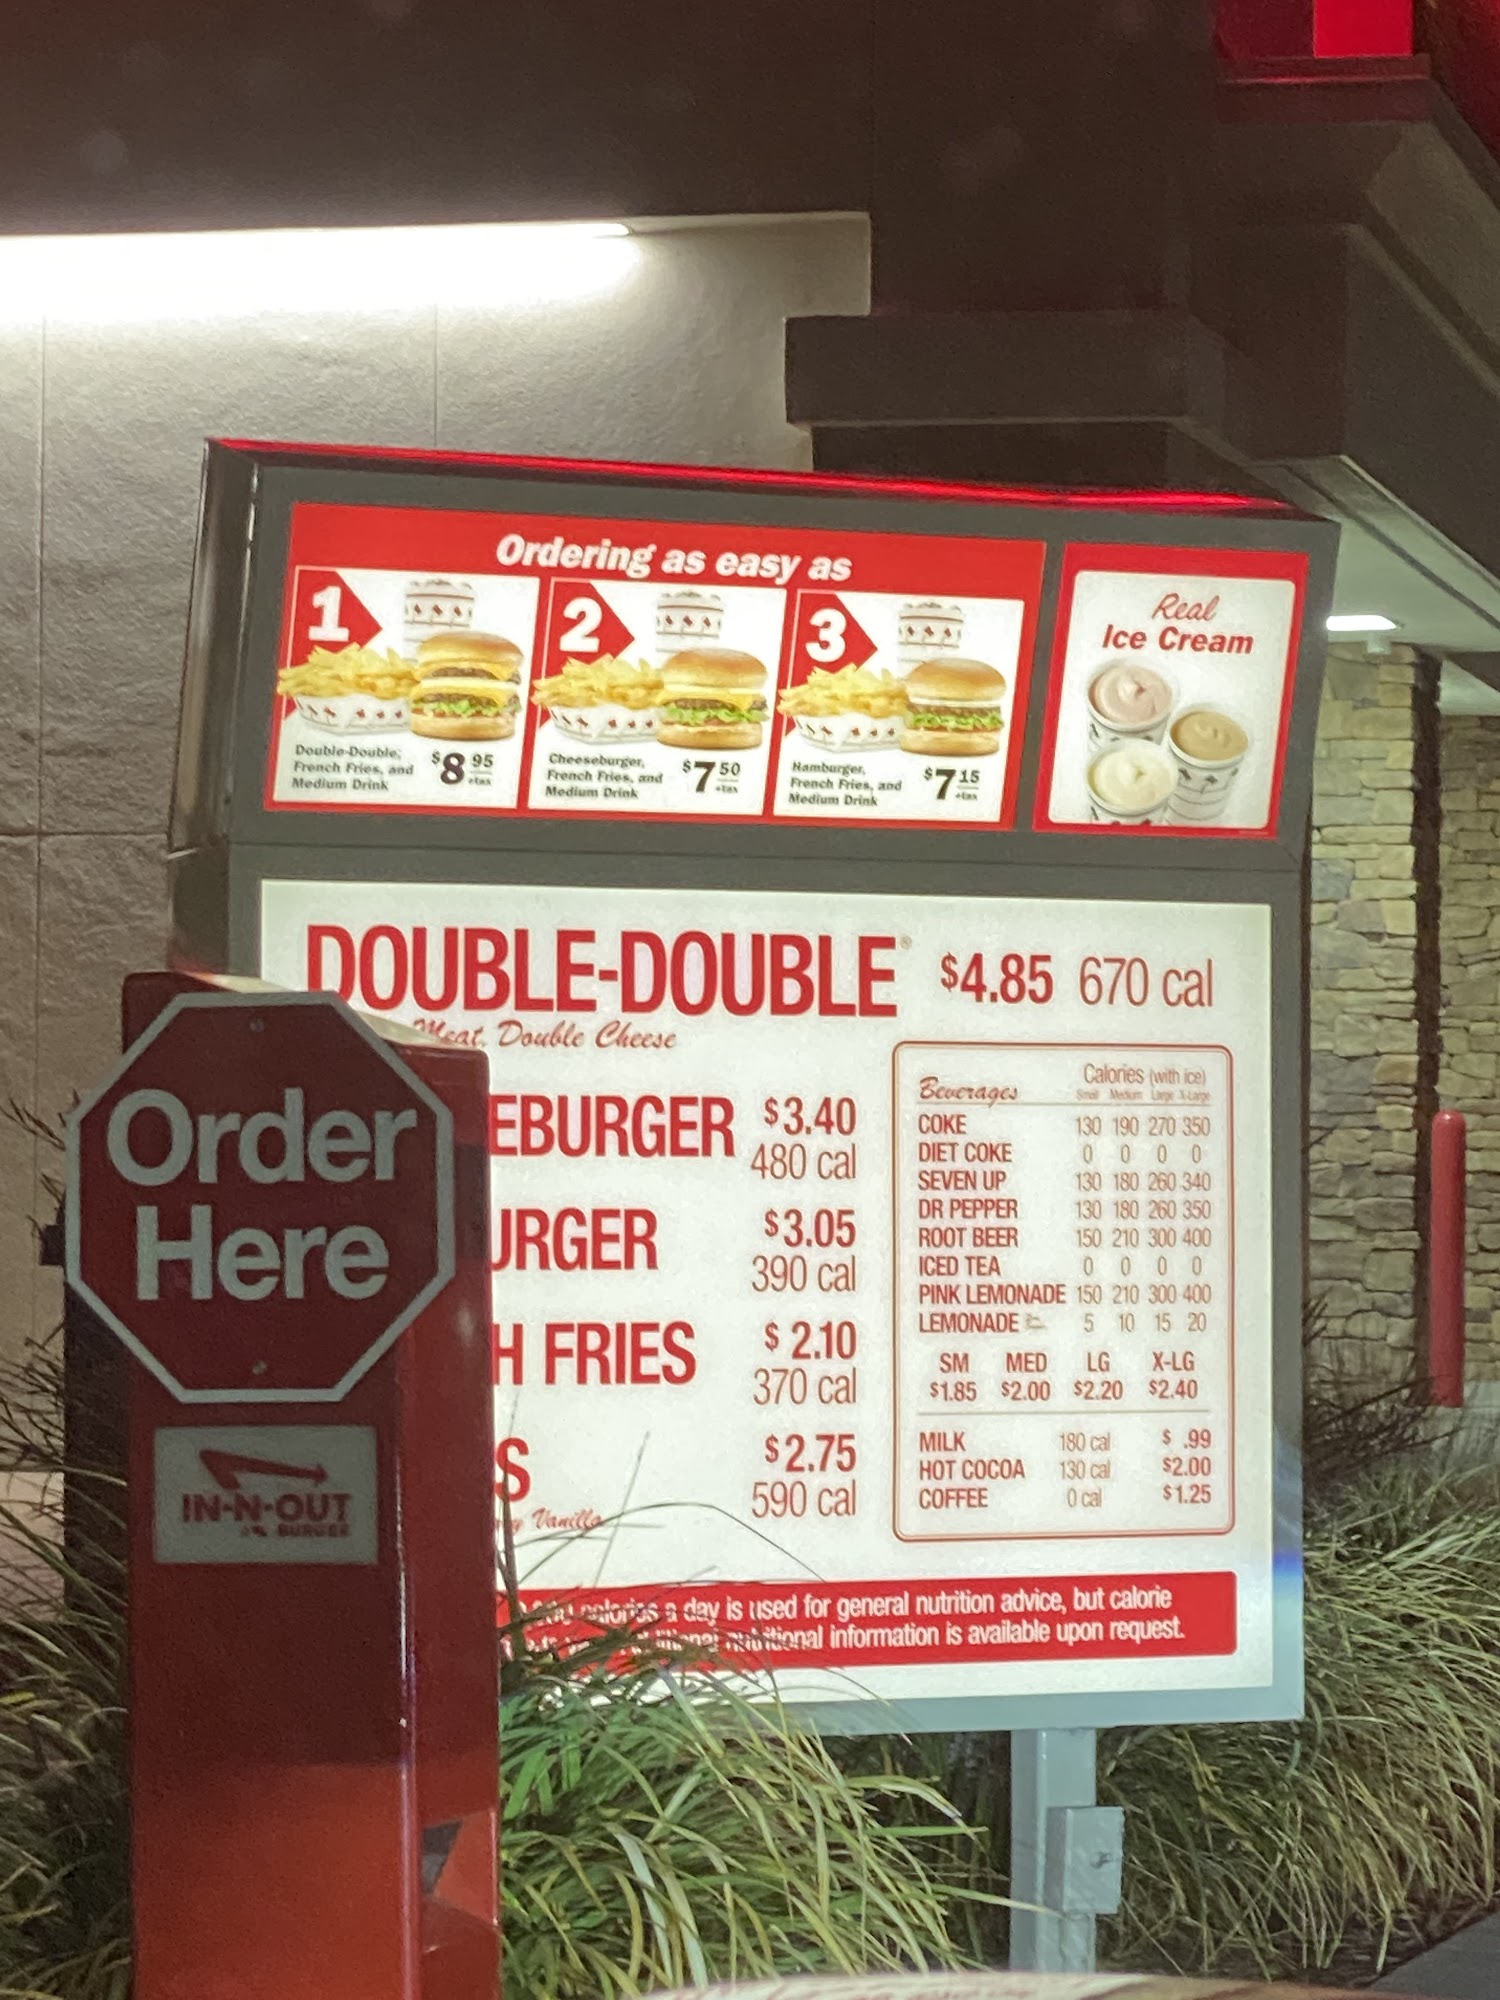 Ordering as easy as
1
Double-Double,
French Fries, and
Medium Drink
$8 95
+tax
2
Cheeseburger,
French Fries, and
Medium Drink
$7 50
+tax
3
Hamburger,
French Fries, and
Medium Drink
$7 15
+tax
Real
Ice Cream
DOUBLE-DOUBLE® $4.85 670 cal
Meat, Double Cheese
EBURGER $3.40
480 cal
URGER $3.05
390 cal
H FRIES $2.10
370 cal
S $2.75
590 cal
Vanilla
Beverages Calories (with ice)
Small Medium Large X-Large
COKE 130 190 270 350
DIET COKE 0 0 0 0
SEVEN UP 130 180 260 340
DR PEPPER 130 180 260 350
ROOT BEER 150 210 300 400
ICED TEA 0 0 0 0
PINK LEMONADE 150 210 300 400
LEMONADE 5 10 15 20
SM MED LG X-LG
$1.85 $2.00 $2.20 $2.40
MILK 180 cal $ .99
HOT COCOA 130 cal $2.00
COFFEE 0 cal $1.25
calories a day is used for general nutrition advice, but calorie
nutritional information is available upon request.
Order
Here
IN-N-OUT
BURGER